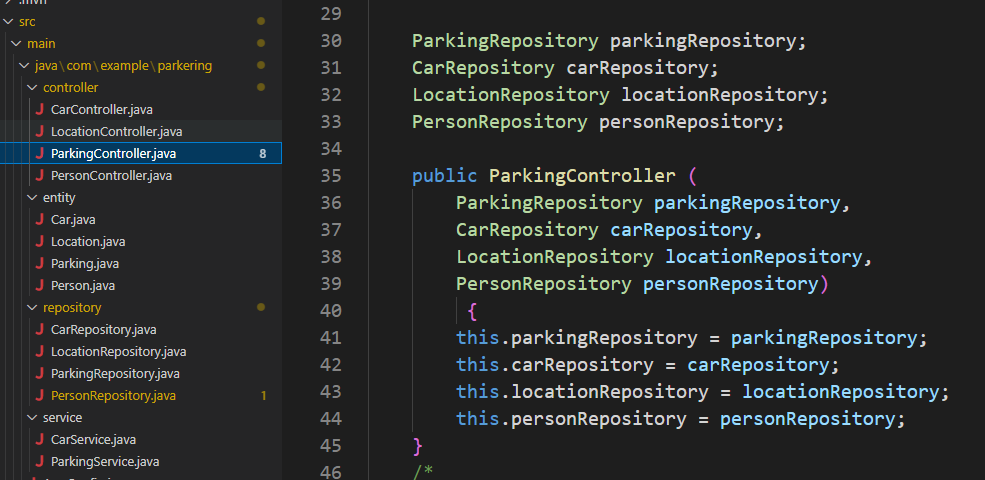 .mvn
src
main
java\com\example\parkering
controller
CarController.java
LocationController.java
ParkingController.java 8
PersonController.java
entity
Car.java
Location.java
Parking.java
Person.java
repository
CarRepository.java
LocationRepository.java
ParkingRepository.java
PersonRepository.java 1
service
CarService.java
ParkingService.java
29
30 ParkingRepository parkingRepository;
31 CarRepository carRepository;
32 LocationRepository locationRepository;
33 PersonRepository personRepository;
34
35 public ParkingController (
36 ParkingRepository parkingRepository,
37 CarRepository carRepository,
38 LocationRepository locationRepository,
39 PersonRepository personRepository)
40 {
41 this.parkingRepository = parkingRepository;
42 this.carRepository = carRepository;
43 this.locationRepository = locationRepository;
44 this.personRepository = personRepository;
45 }
46 /*